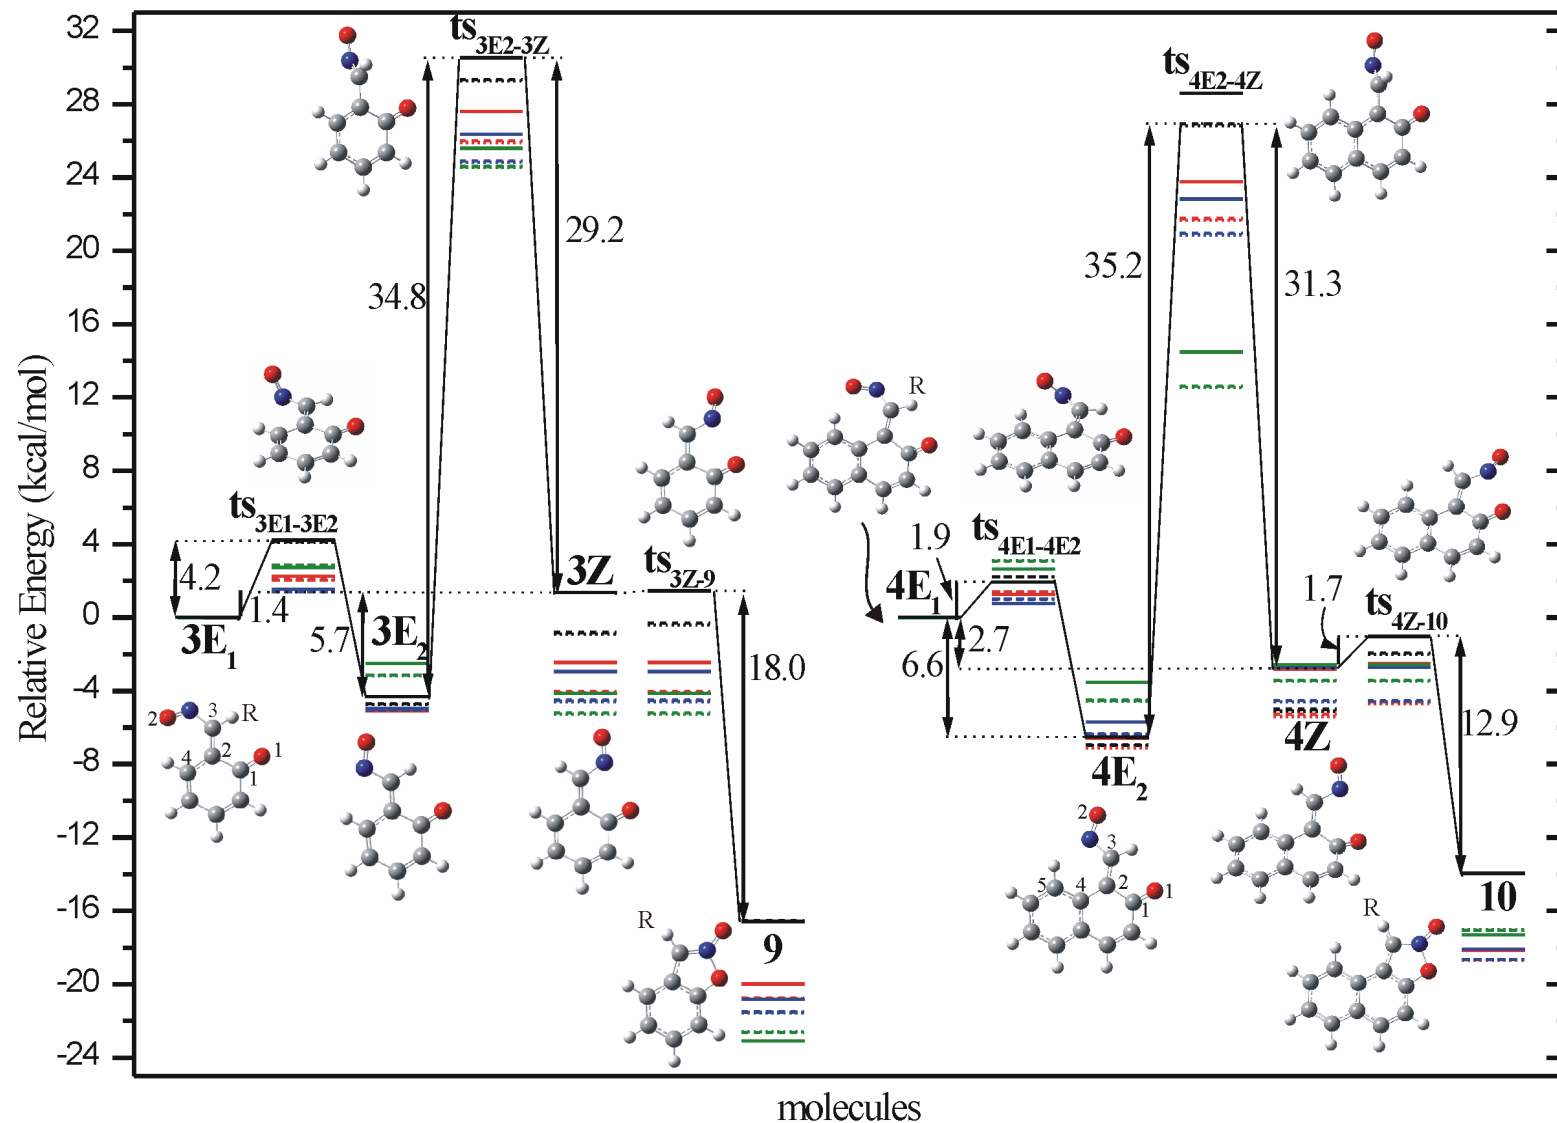 32
28
24
20
16
12
8
4
0
-4
-8
-12
-16
-20
-24
Relative Energy (kcal/mol)
molecules
ts3E2-3Z
34.8
29.2
ts3E1-3E2
4.2
1.4
5.7
3E1
3E2
3Z
ts3Z-9
18.0
9
2
3
R
4
2
1
1
R
ts4E2-4Z
35.2
31.3
R
1.9
ts4E1-4E2
4E1
2.7
6.6
4E2
1.7
ts4Z-10
4Z
12.9
10
2
3
5
4
2
1
1
R